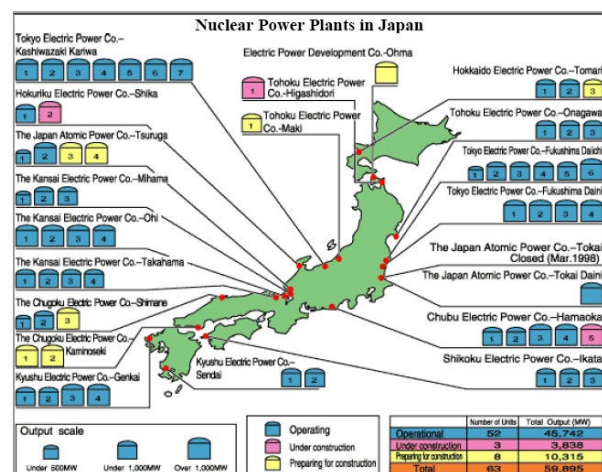 Nuclear Power Plants in Japan
Tokyo Electric Power Co.–
Kashiwazaki Kariwa
1 2 3 4 5 6 7
Hokuriku Electric Power Co.–Shika
1 2
The Japan Atomic Power Co.–Tsuruga
1 2 3 4
The Kansai Electric Power Co.–Mihama
1 2 3
The Kansai Electric Power Co.–Ohi
1 2 3 4
The Kansai Electric Power Co.–Takahama
1 2 3 4
The Chugoku Electric Power Co.–Shimane
1 2 3
The Chugoku Electric Power Co.–
Kaminoseki
1 2
Kyushu Electric Power Co.–Genkai
1 2 3 4
Electric Power Development Co.-Ohma
Tohoku Electric Power
Co.–Higashidori
1
Tohoku Electric Power
Co.–Maki
1
Kyushu Electric Power Co.–
Sendai
1 2
Hokkaido Electric Power Co.–Tomari
1 2 3
Tohoku Electric Power Co.–Onagawa
1 2 3
Tokyo Electric Power Co.–Fukushima Daiichi
1 2 3 4 5 6
Tokyo Electric Power Co.–Fukushima Daini
1 2 3 4
The Japan Atomic Power Co.–Tokai
Closed (Mar.1998)
The Japan Atomic Power Co.–Tokai Daini
Chubu Electric Power Co.–Hamaoka
1 2 3 4 5
Shikoku Electric Power Co.–Ikata
1 2 3
Output scale
Under 500MW Under 1,000MW Over 1,000MW
Operating
Under construction
Preparing for construction
Number of Units Total Output (MW)
Operational 52 45,742
Under construction 3 3,838
Preparing for construction 8 10,315
Total 63 59,895